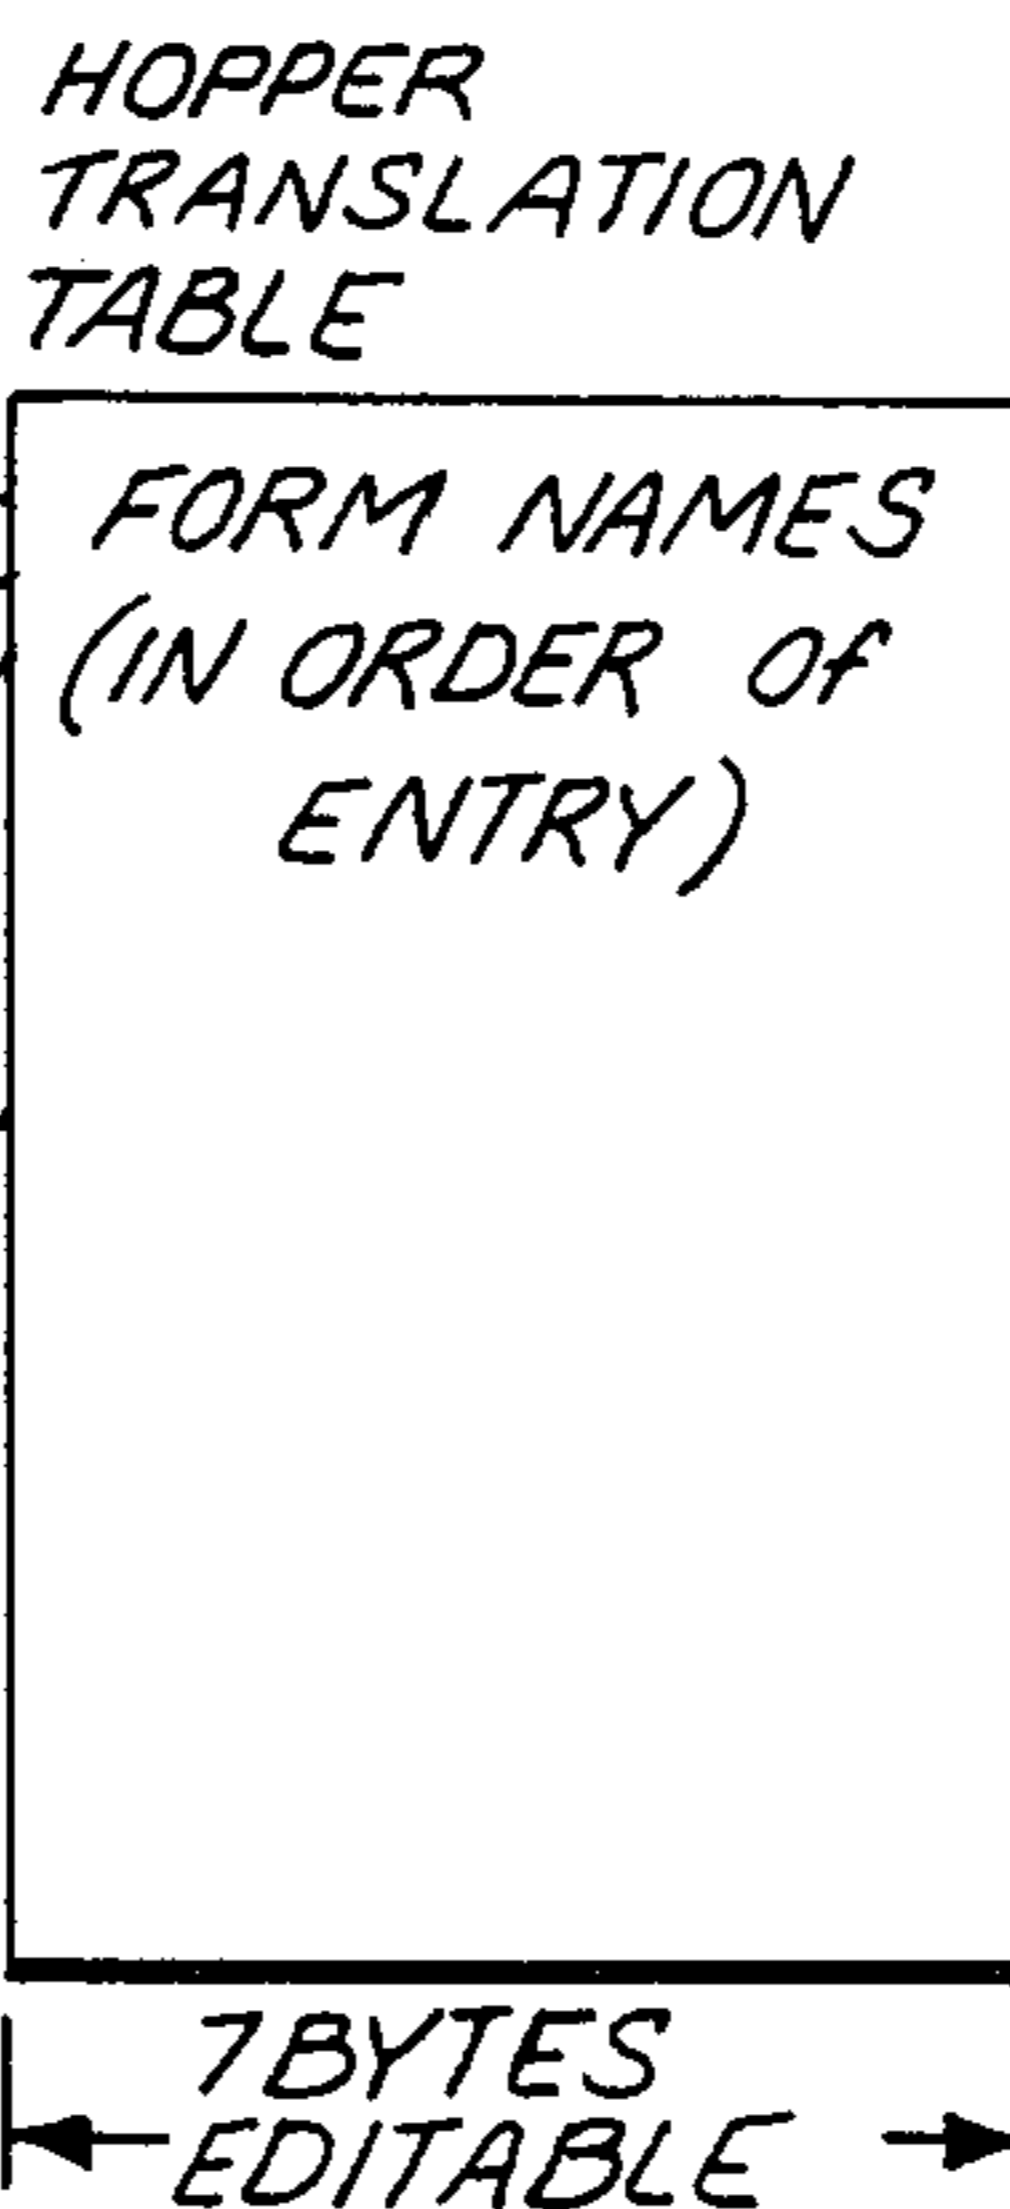 HOPPER
TRANSLATION
TABLE
FORM NAMES
(IN ORDER Of
ENTRY)
7BYTES
EDITABLE